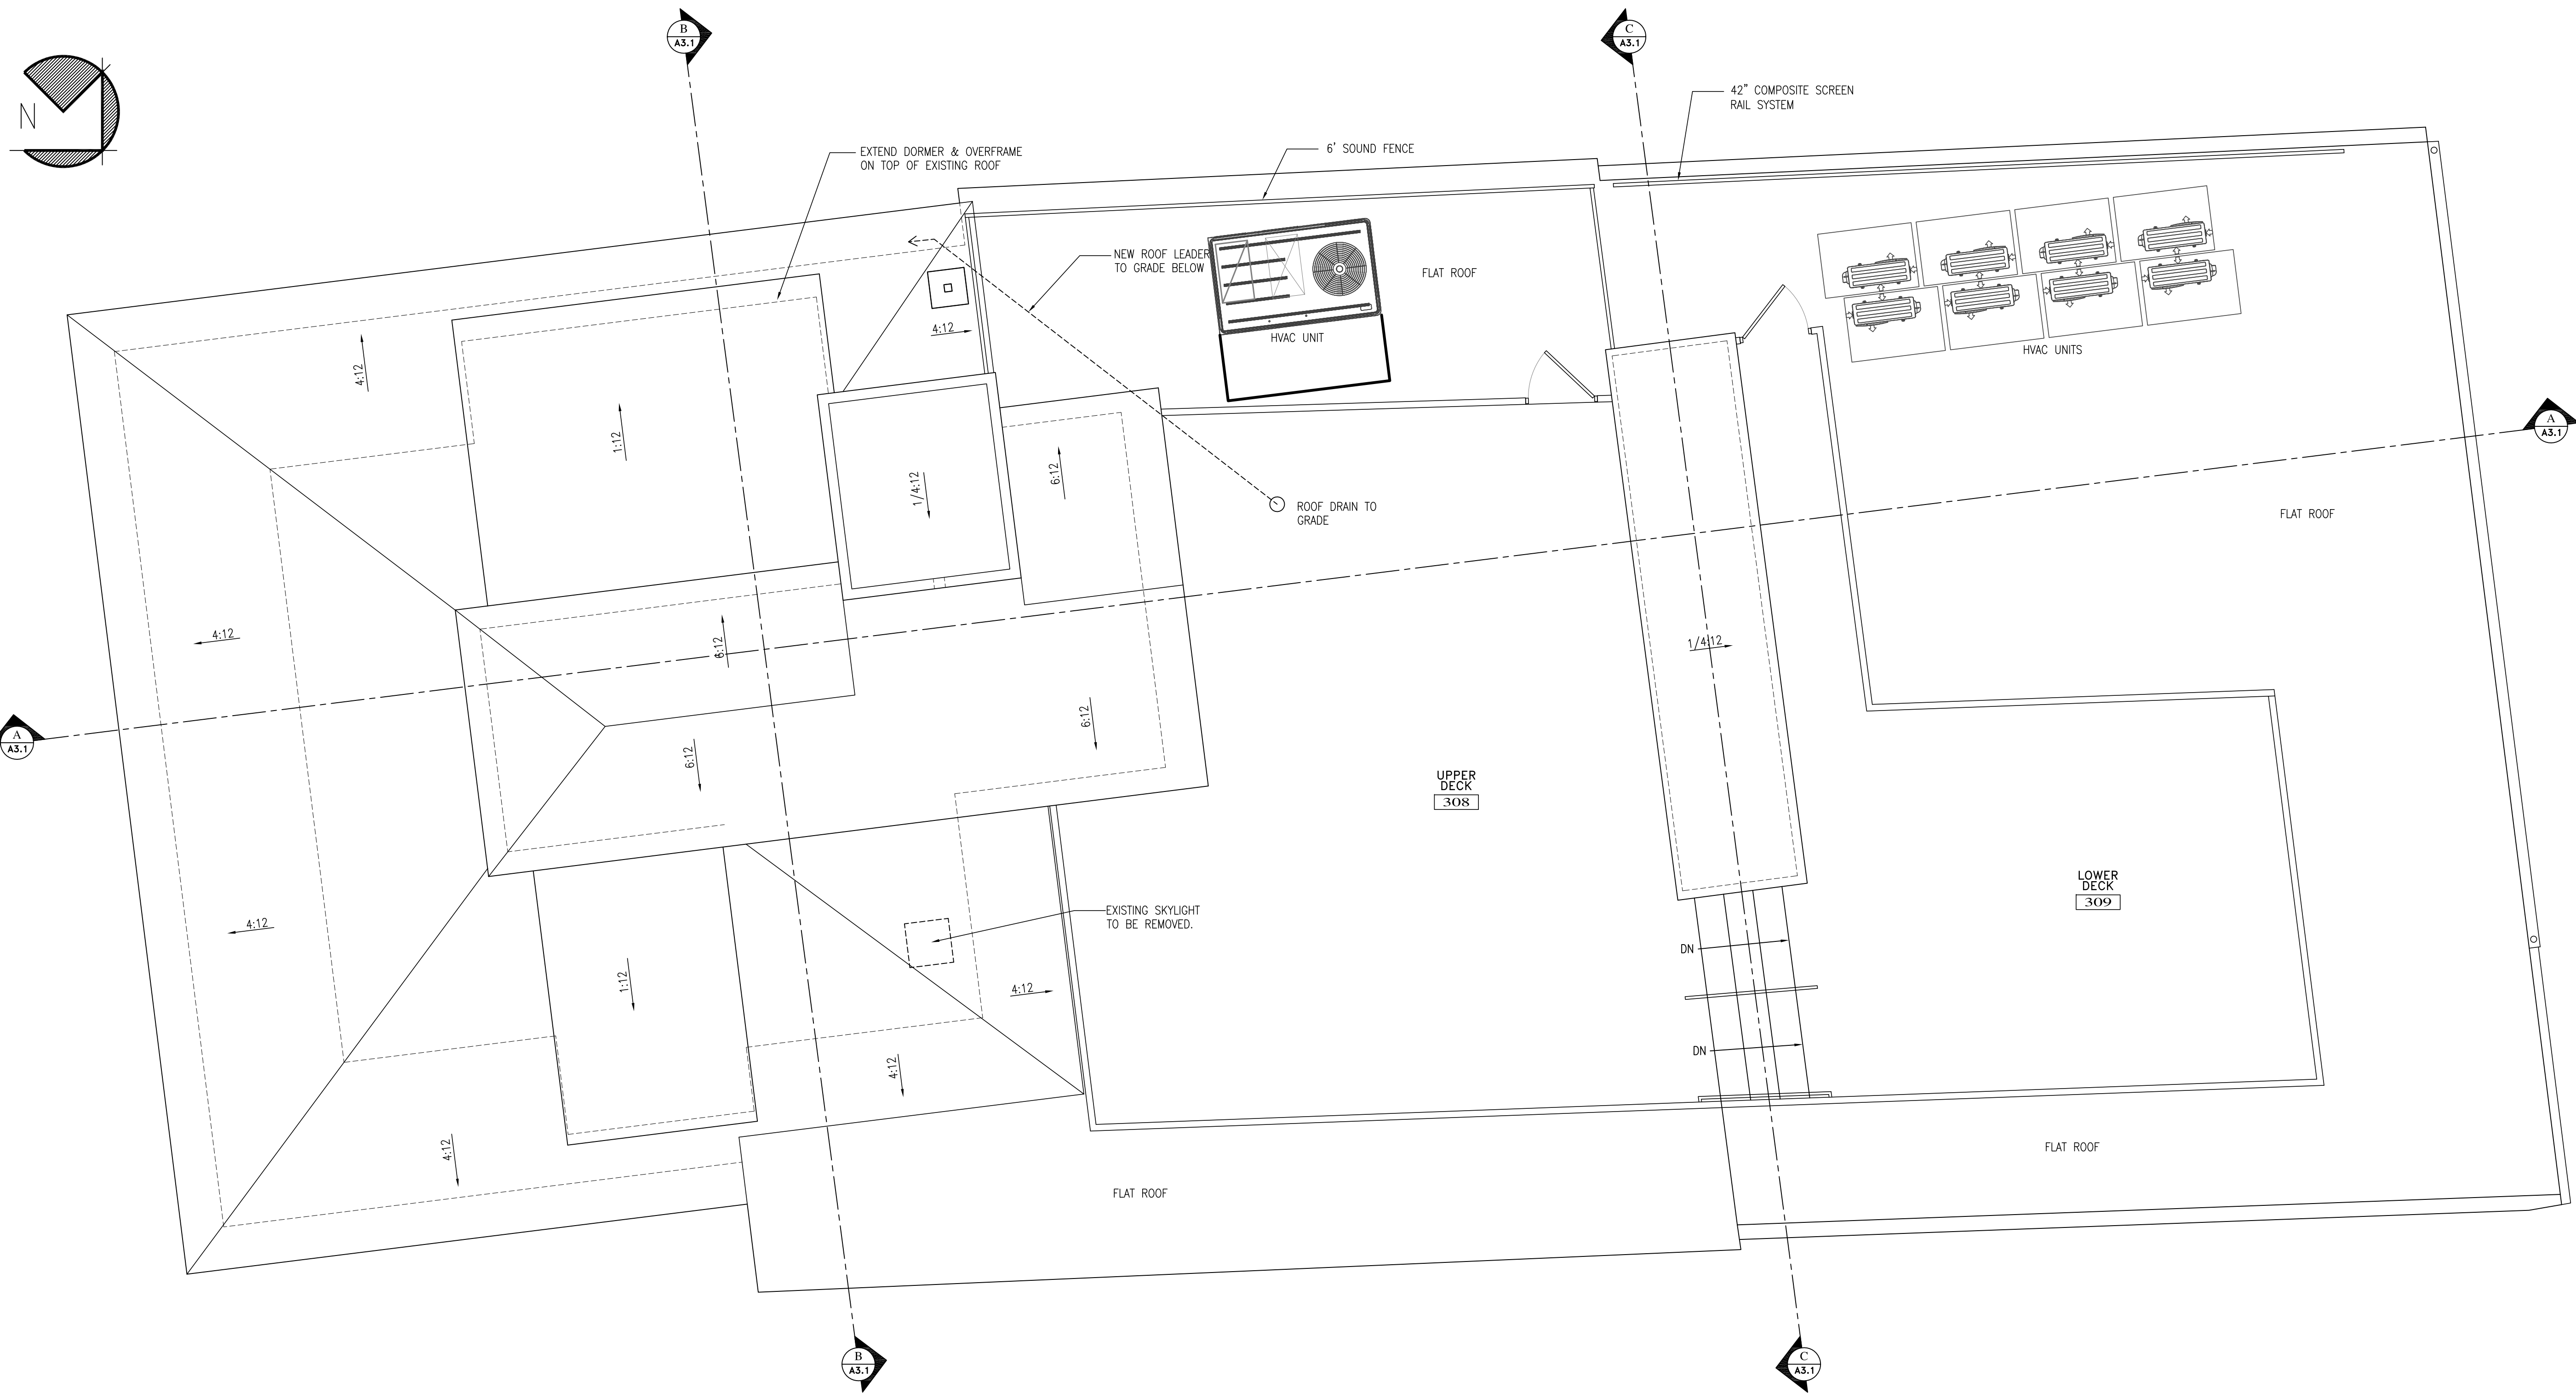 B
A3.1
C
A3.1
N
42" COMPOSITE SCREEN
RAIL SYSTEM
EXTEND DORMER & OVERFRAME
ON TOP OF EXISTING ROOF
6' SOUND FENCE
NEW ROOF LEADER
TO GRADE BELOW
FLAT ROOF
4:12
HVAC UNIT
HVAC UNITS
4:12
1:12
1/4:12
6:12
A
A3.1
ROOF DRAIN TO
GRADE
FLAT ROOF
4:12
6:12
1/4:12
A
A3.1
6:12
6:12
UPPER
DECK
308
LOWER
DECK
309
4:12
EXISTING SKYLIGHT
TO BE REMOVED.
DN
1:12
4:12
DN
4:12
4:12
FLAT ROOF
FLAT ROOF
B
A3.1
C
A3.1